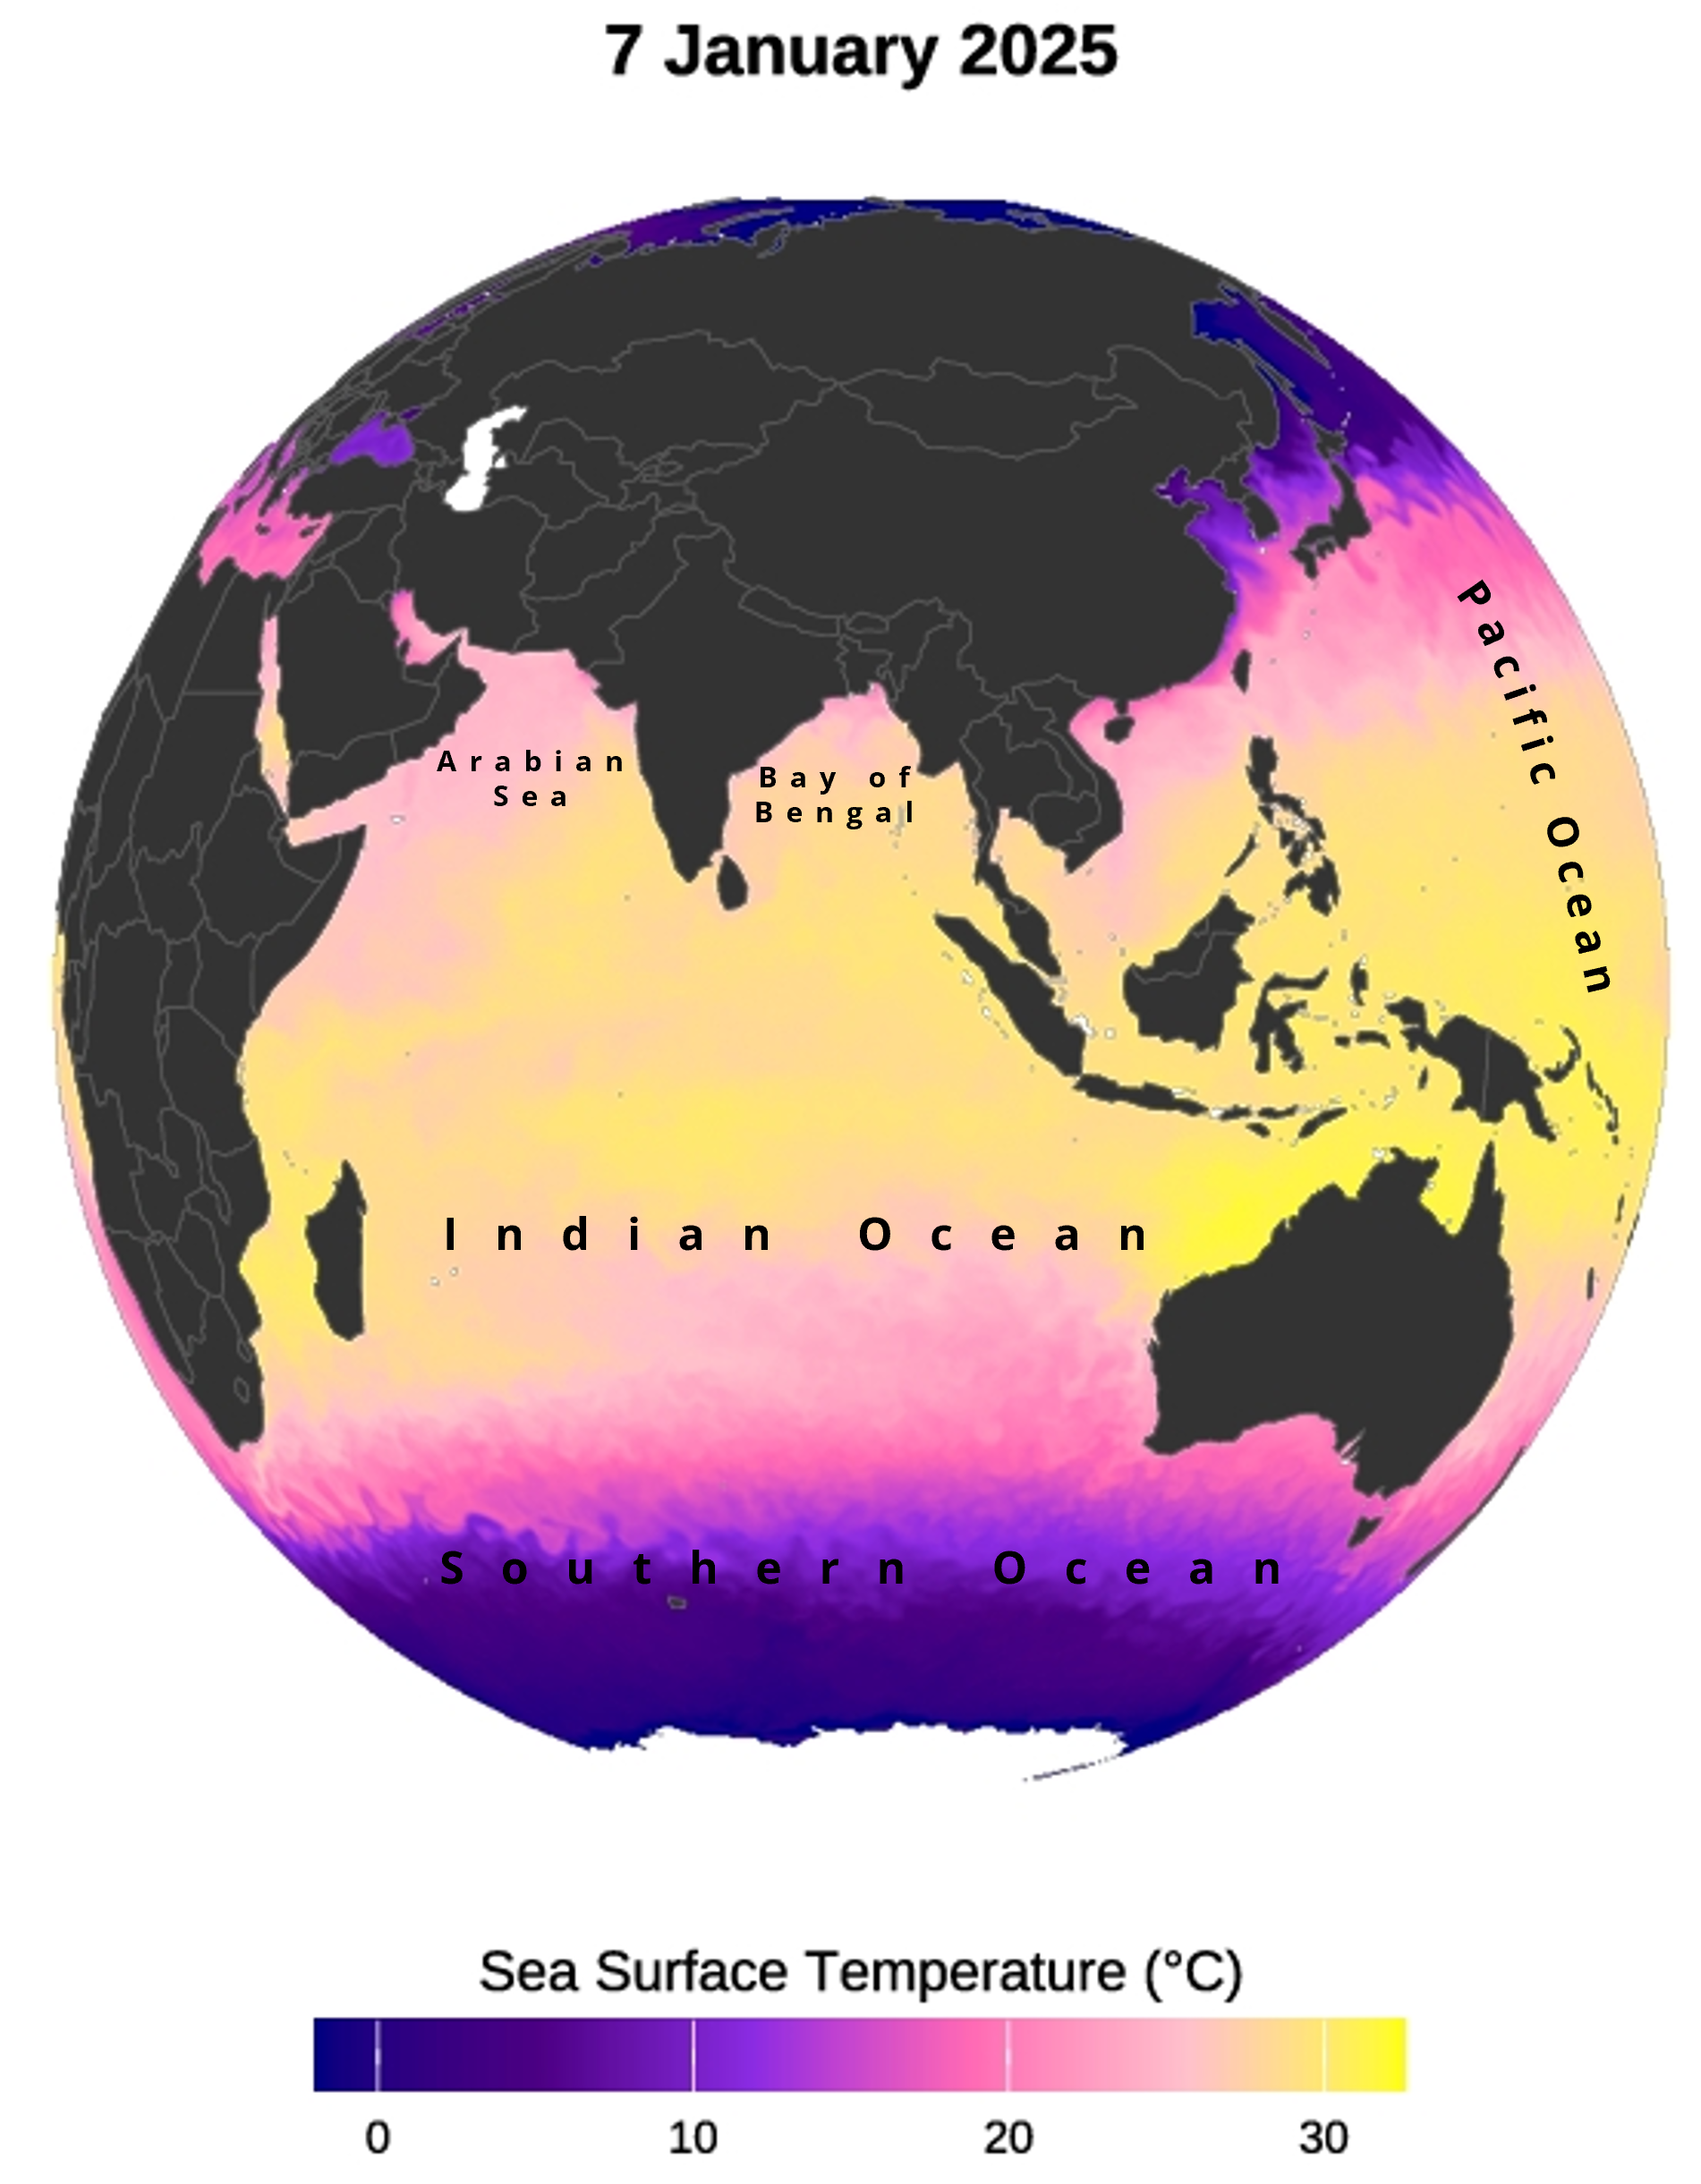 7 January 2025
Arabian
Sea
Bay of
Bengal
Pacific Ocean
Indian Ocean
Southern Ocean
Sea Surface Temperature (°C)
0 10 20 30